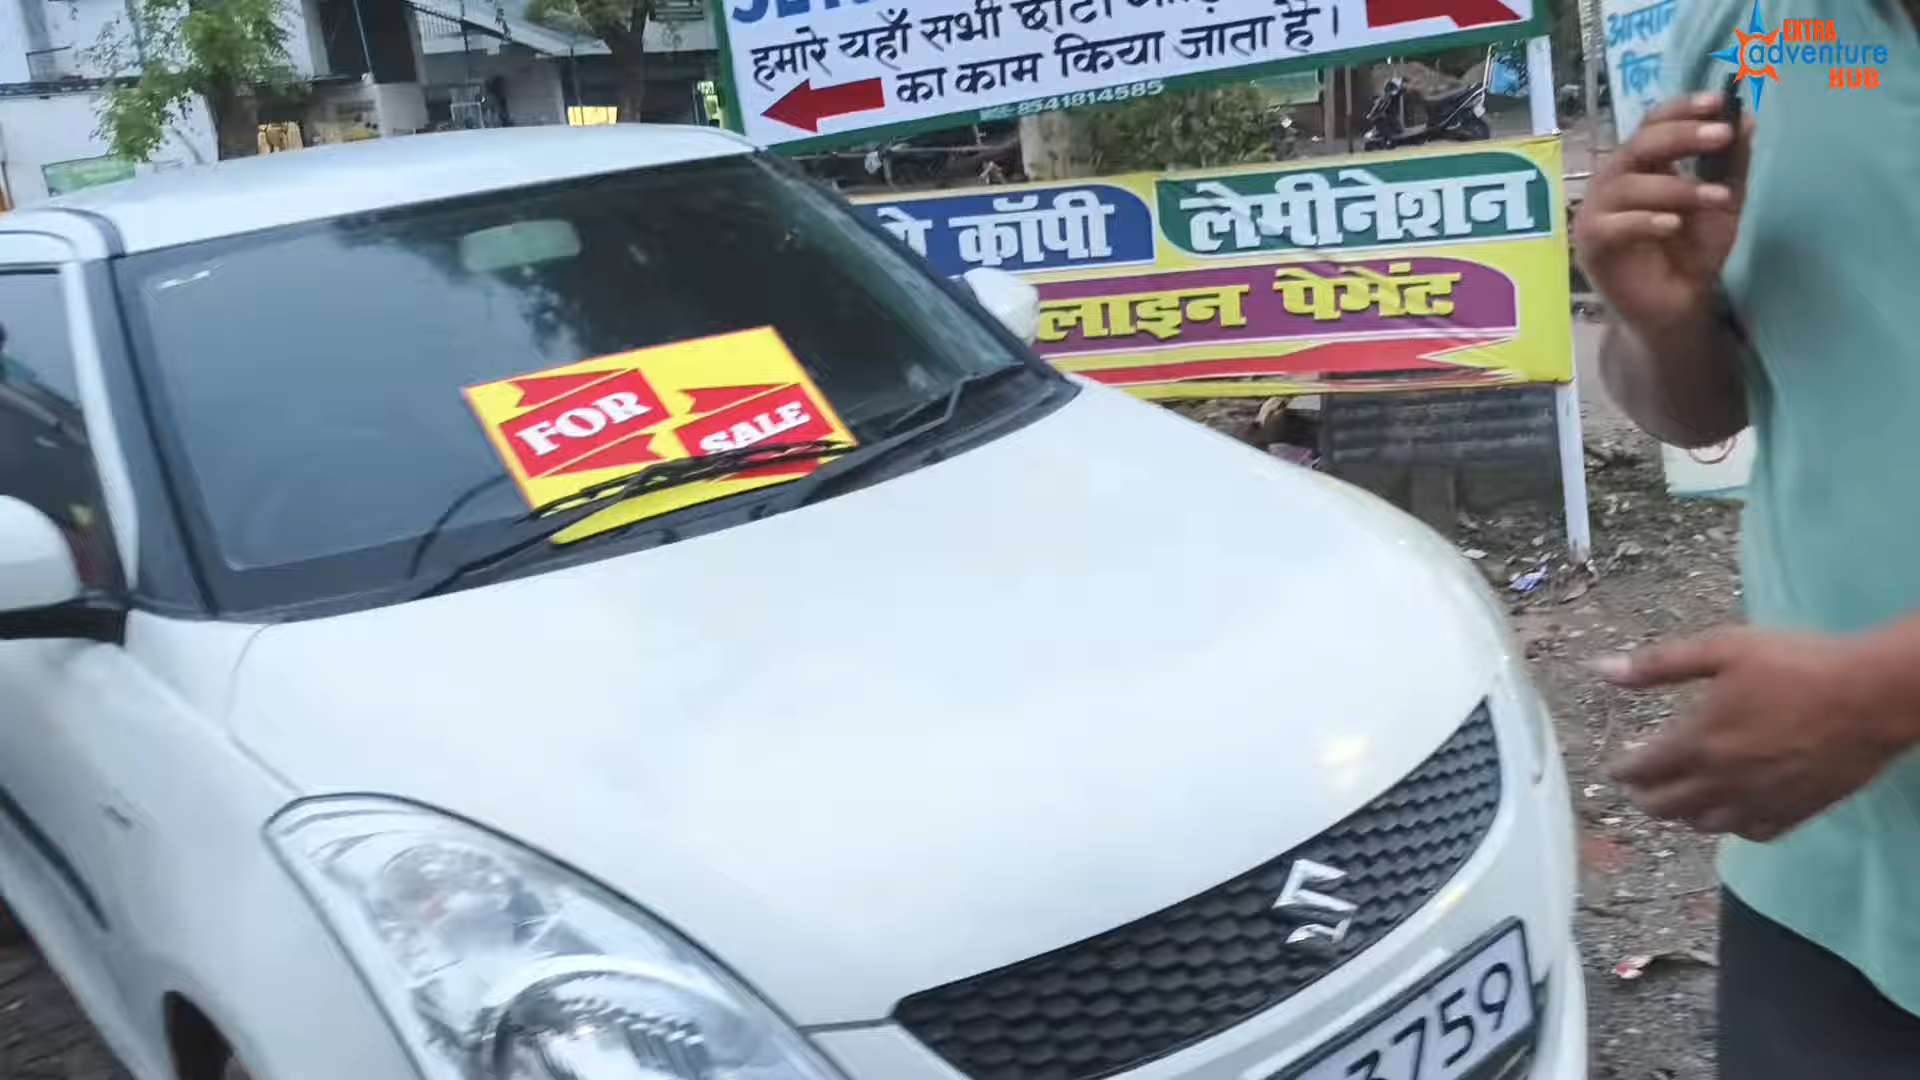 हमारे यहाँ सभी छोटी
का काम किया जाता है।
8541814585
कॉपी
लेमीनेशन
लाइन पेमेंट
FOR
SALE
3759
EXTRA
adventure
HUB